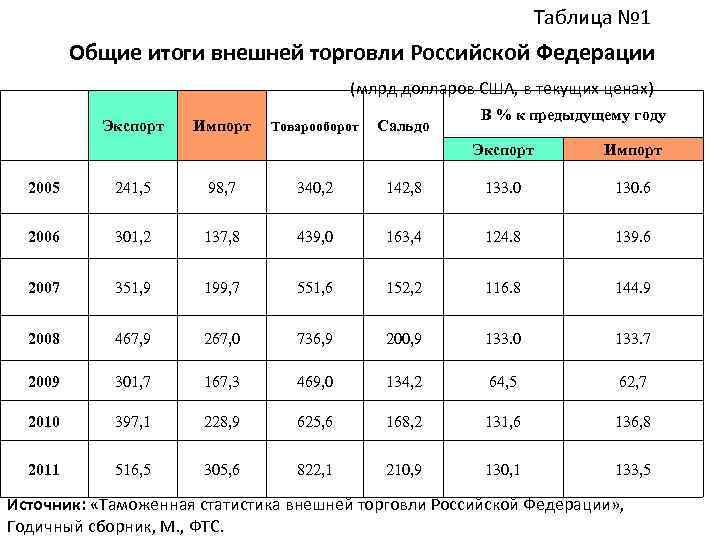 Таблица № 1
Общие итоги внешней торговли Российской Федерации
(млрд долларов США, в текущих ценах)
Экспорт Импорт Товарооборот Сальдо В % к предыдущему году
Экспорт Импорт
2005 241,5 98,7 340,2 142,8 133.0 130.6
2006 301,2 137,8 439,0 163,4 124.8 139.6
2007 351,9 199,7 551,6 152,2 116.8 144.9
2008 467,9 267,0 736,9 200,9 133.0 133.7
2009 301,7 167,3 469,0 134,2 64,5 62,7
2010 397,1 228,9 625,6 168,2 131,6 136,8
2011 516,5 305,6 822,1 210,9 130,1 133,5
Источник: «Таможенная статистика внешней торговли Российской Федерации» ,
Годичный сборник, М. , ФТС.